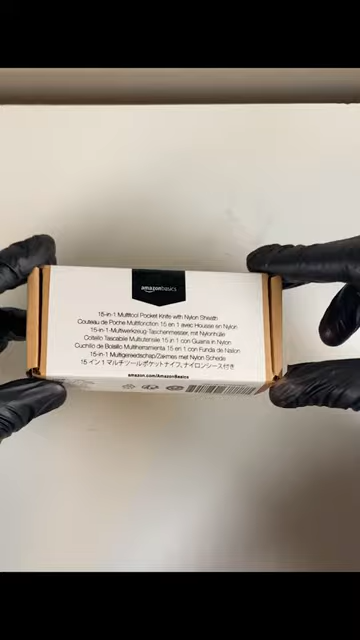 amazonbasics
15-in-1 Multitool Pocket Knife with Nylon Sheath
Couteau de Poche Multifonction 15 en 1 avec Housse en Nylon
15-in-1-Multiwerkzeug-Taschenmesser, mit Nylonhülle
Coltello Tascabile Multiutensile 15 in 1 con Guaina in Nylon
Cuchillo de Bolsillo Multiherramienta 15 en 1 con Funda de Nailon
15-in-1 Multigereedschap/Zakmes met Nylon Schede
15 イン 1 マルチツールポケットナイフ, ナイロンシース付き
www.amazon.com/AmazonBasics